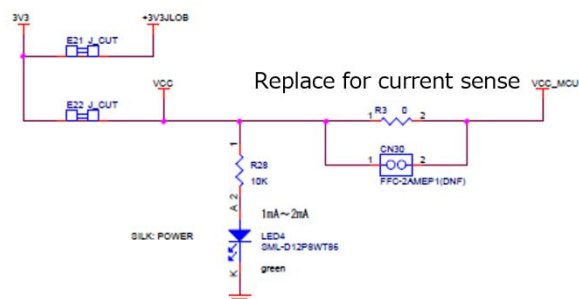 3V3
+3V3JLOB
E21 J_CUT
E22 J_CUT
VCC
Replace for current sense
VCC_MCU
R3 0
1 2
CN30
1 2
FFC-2AMEP1(DNF)
1
R28
10K
2
A
1mA~2mA
SILK: POWER
LED4
SML-D12P8WT86
K
green